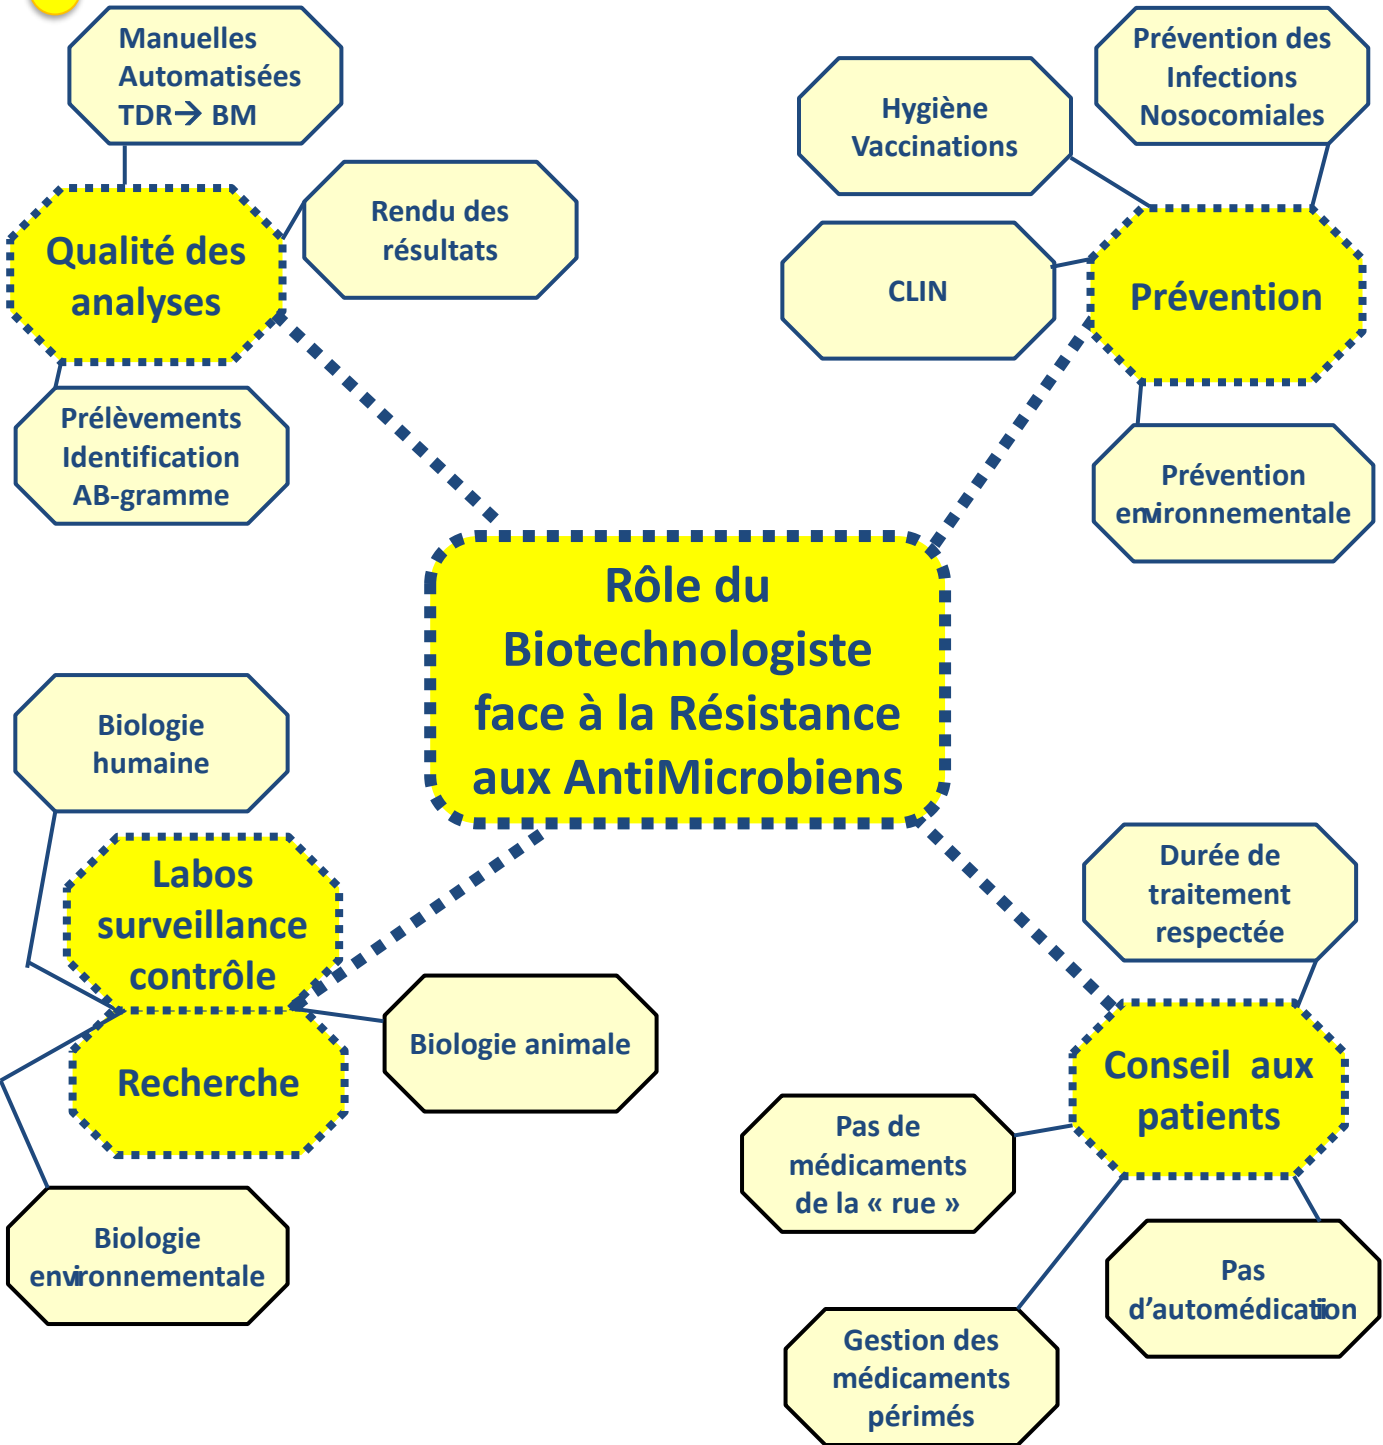 Manuelles
Automatisées
TDR→ BM
Rendu des
résultats
Qualité des
analyses
Prélèvements
Identification
AB-gramme
Prévention des
Infections
Nosocomiales
Hygiène
Vaccinations
CLIN
Prévention
Prévention
environnementale
Rôle du
Biotechnologiste
face à la Résistance
aux AntiMicrobiens
Biologie
humaine
Labos
surveillance
contrôle
Recherche
Biologie animale
Biologie
environnementale
Durée de
traitement
respectée
Conseil aux
patients
Pas de
médicaments
de la « rue »
Pas
d’automédication
Gestion des
médicaments
périmés